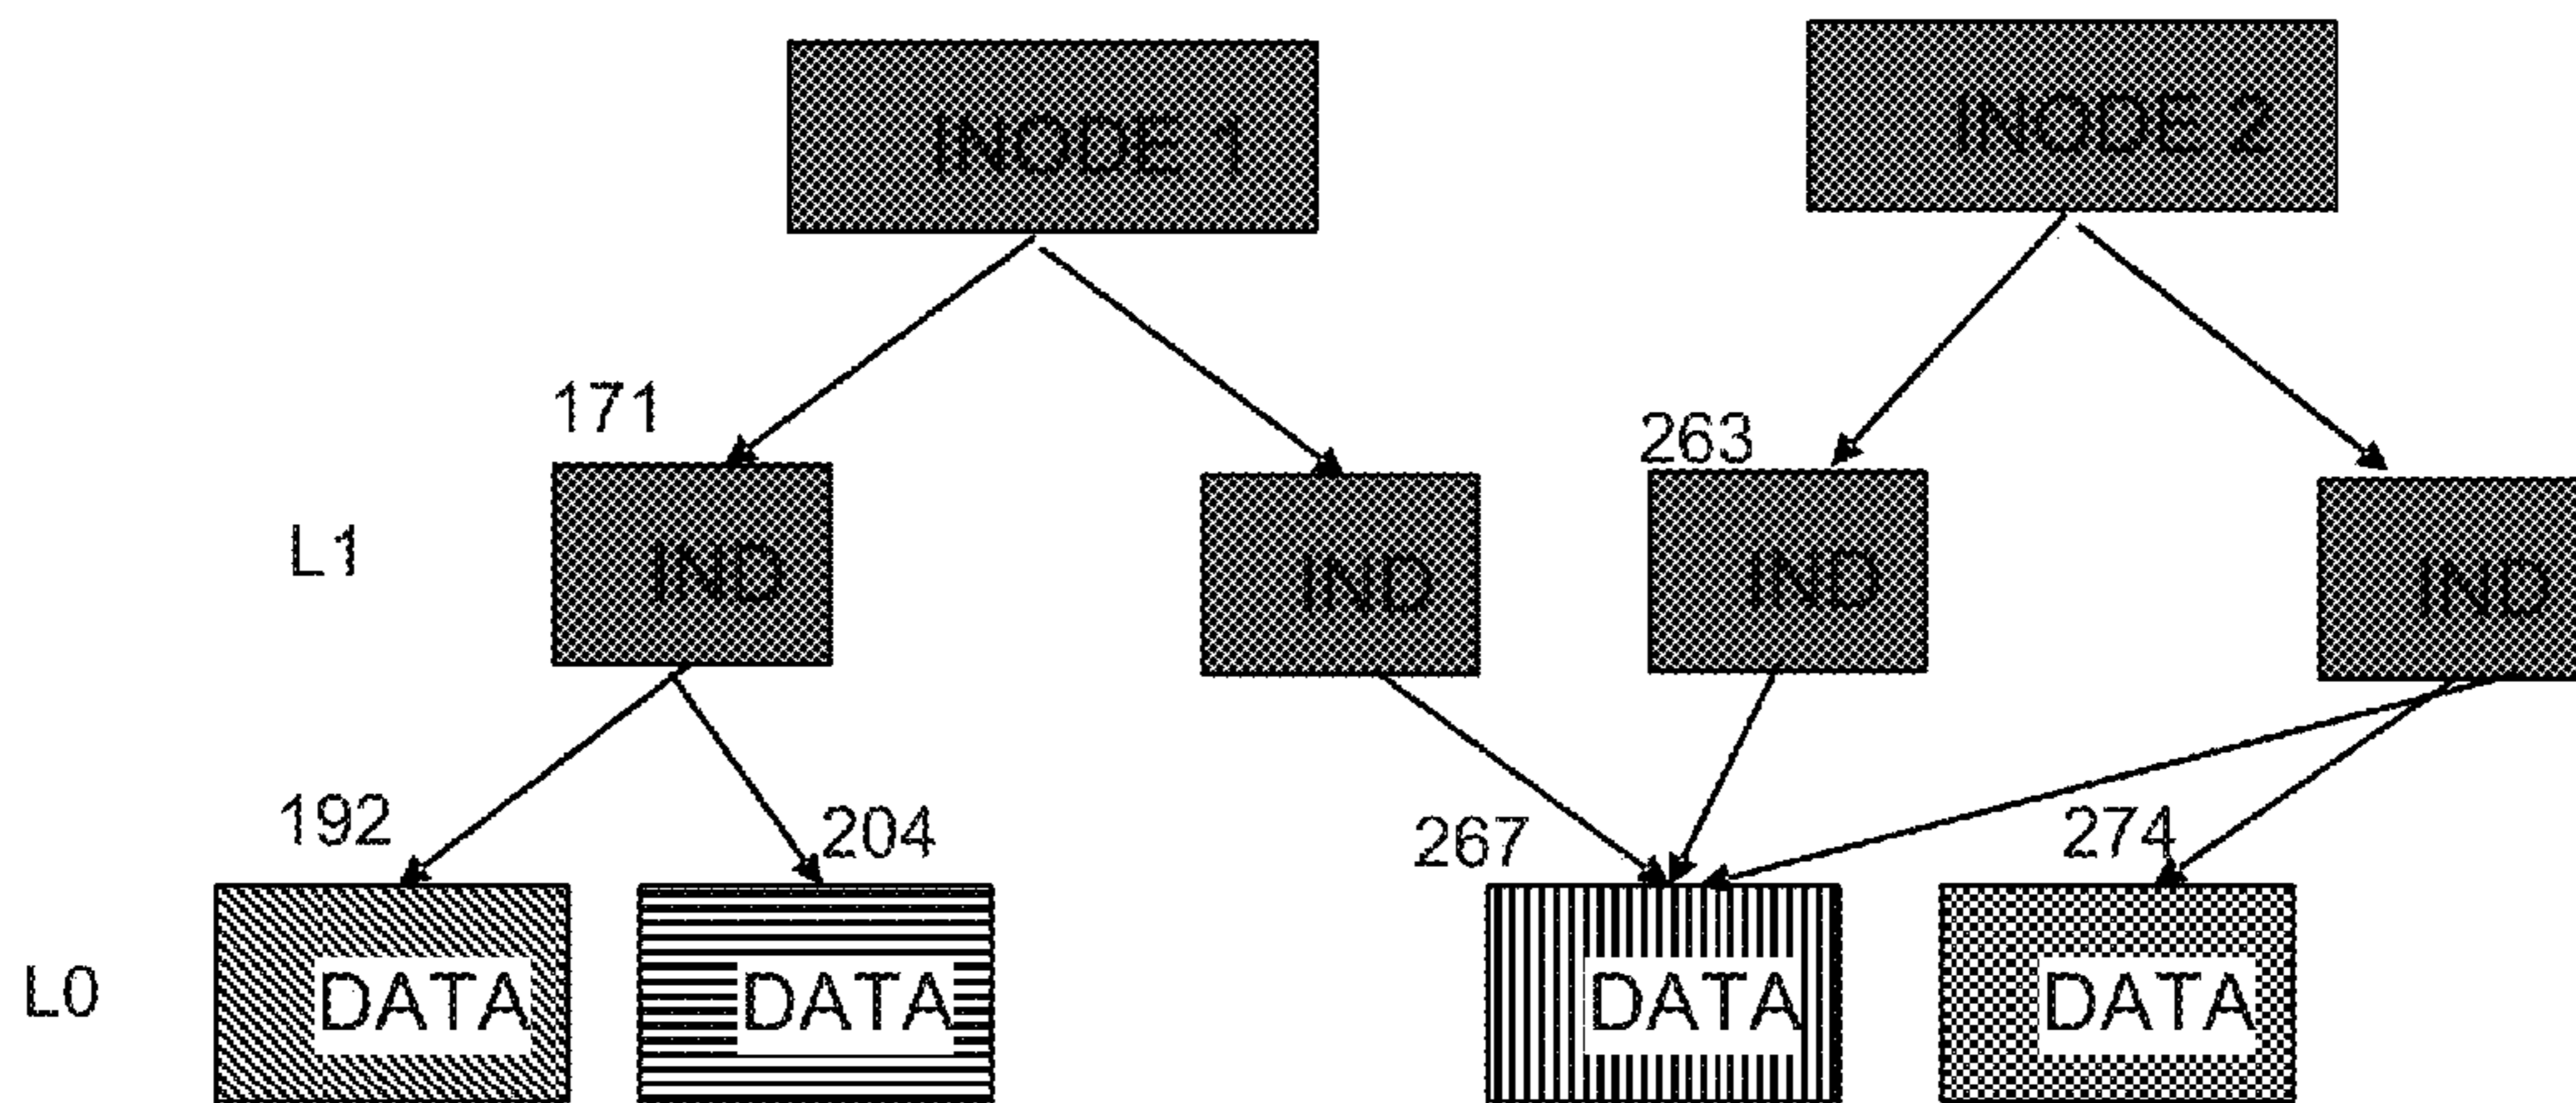 INODE 1 INODE 2
171 263
L1 IND IND IND IND
192 204 267 274
L0 DATA DATA DATA DATA